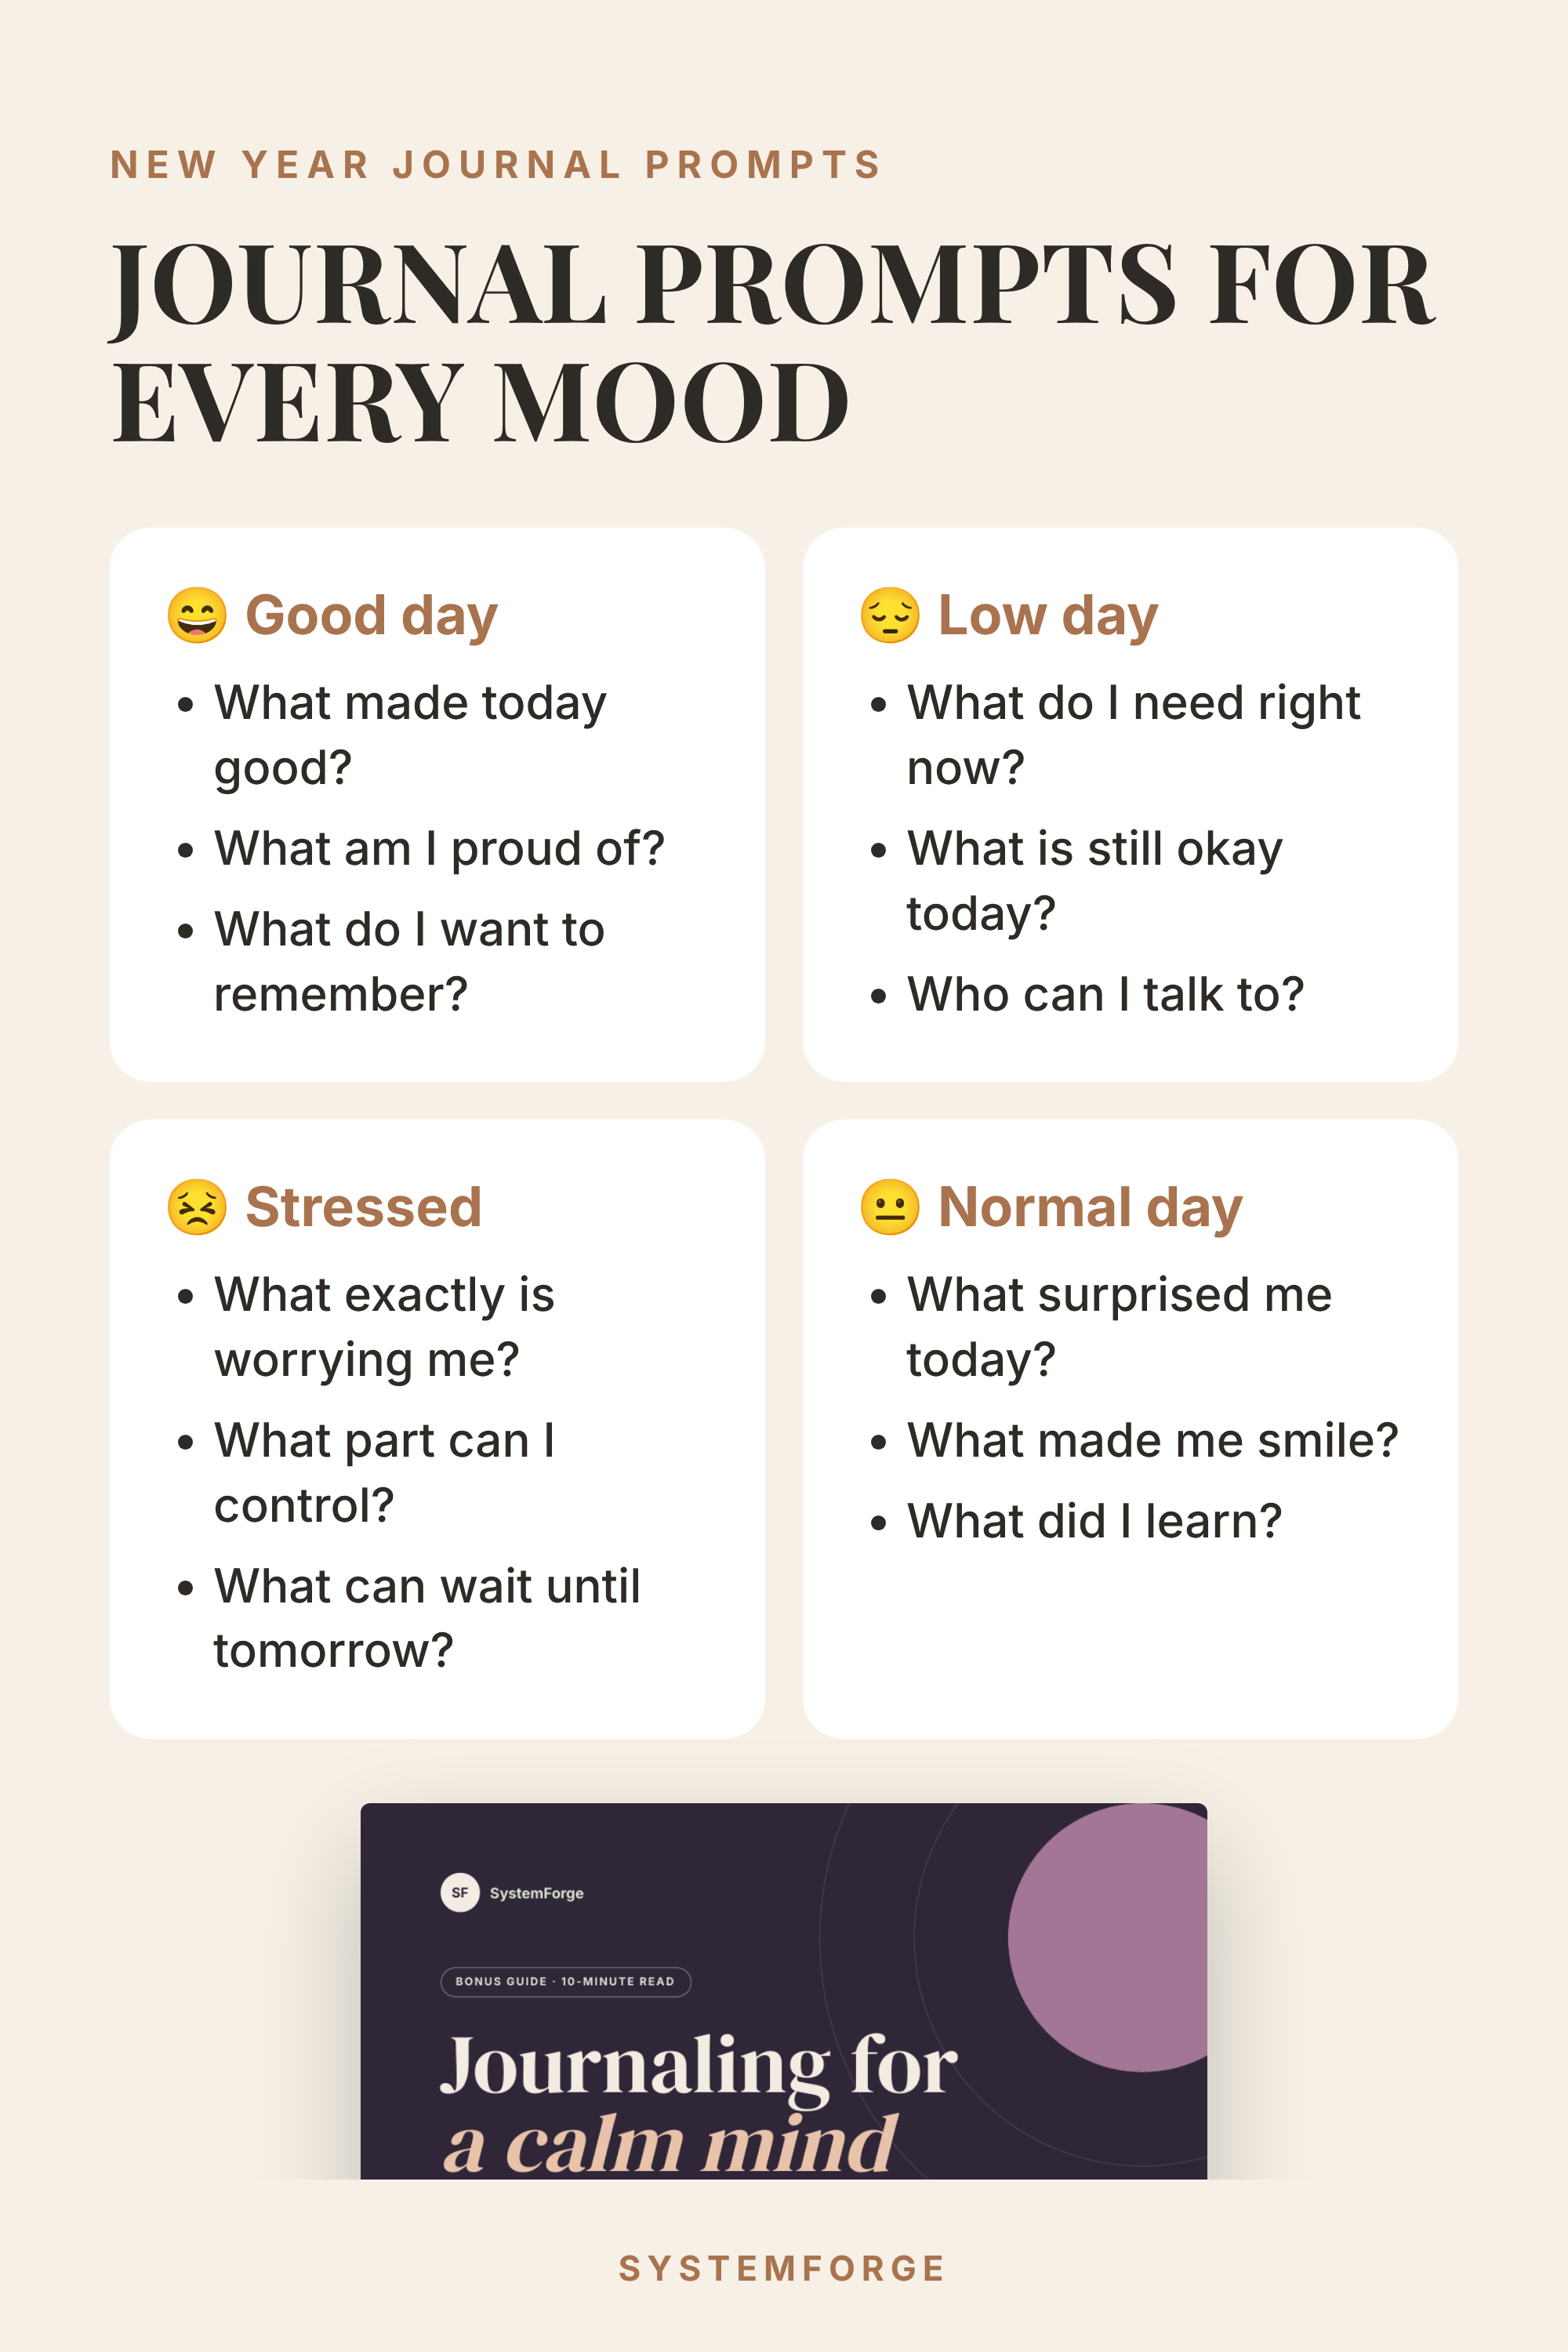 NEW YEAR JOURNAL PROMPTS
JOURNAL PROMPTS FOR
EVERY MOOD
😄 Good day
• What made today
good?
• What am I proud of?
• What do I want to
remember?
😔 Low day
• What do I need right
now?
• What is still okay
today?
• Who can I talk to?
😣 Stressed
• What exactly is
worrying me?
• What part can I
control?
• What can wait until
tomorrow?
😐 Normal day
• What surprised me
today?
• What made me smile?
• What did I learn?
SF SystemForge
BONUS GUIDE · 10-MINUTE READ
Journaling for
a calm mind
SYSTEMFORGE